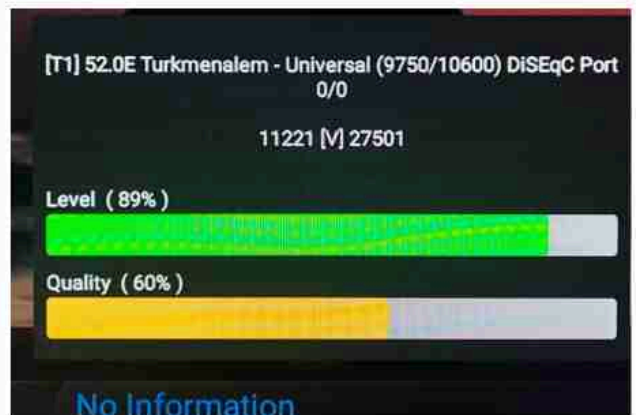 [T1] 52.0E Turkmenalem - Universal (9750/10600) DiSEqC Port
0/0
11221 [V] 27501
Level ( 89% )
Quality ( 60% )
No Information